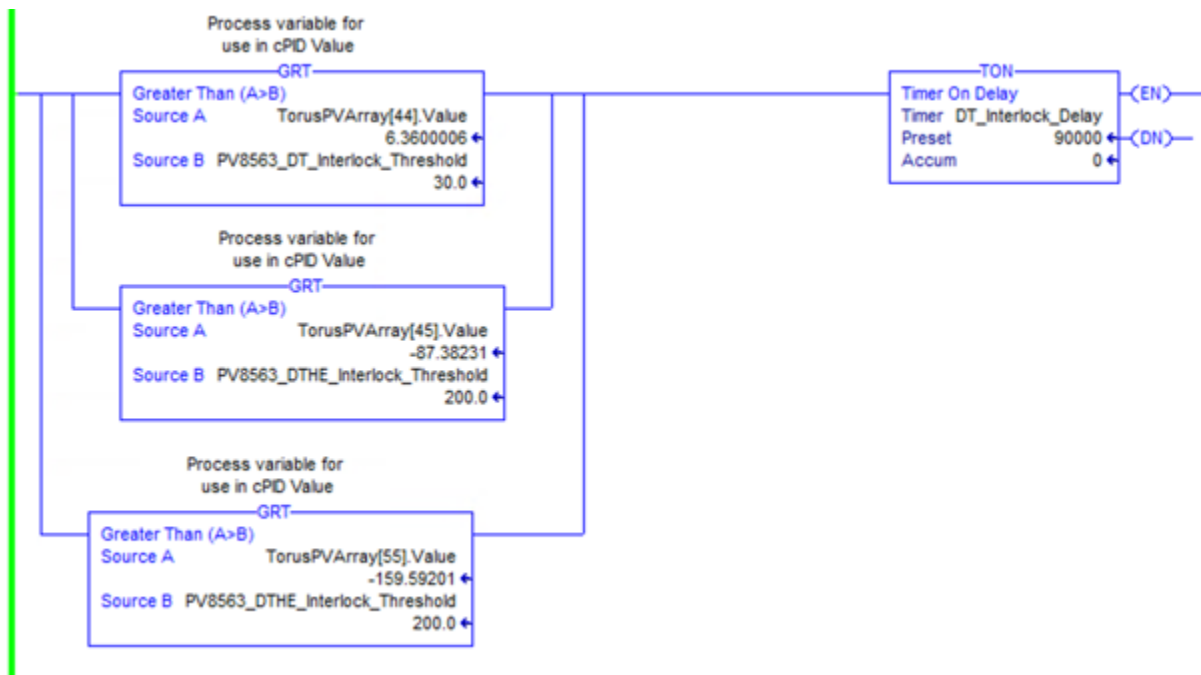 Process variable for
use in cPID Value
GRT
Greater Than (A>B)
Source A TorusPVArray[44].Value
6.3600006
Source B PV8563_DT_Interlock_Threshold
30.0
TON
Timer On Delay
Timer DT_Interlock_Delay
Preset 90000
Accum 0
(EN)
(DN)
Process variable for
use in cPID Value
GRT
Greater Than (A>B)
Source A TorusPVArray[45].Value
-87.38231
Source B PV8563_DTHE_Interlock_Threshold
200.0
Process variable for
use in cPID Value
GRT
Greater Than (A>B)
Source A TorusPVArray[55].Value
-159.59201
Source B PV8563_DTHE_Interlock_Threshold
200.0